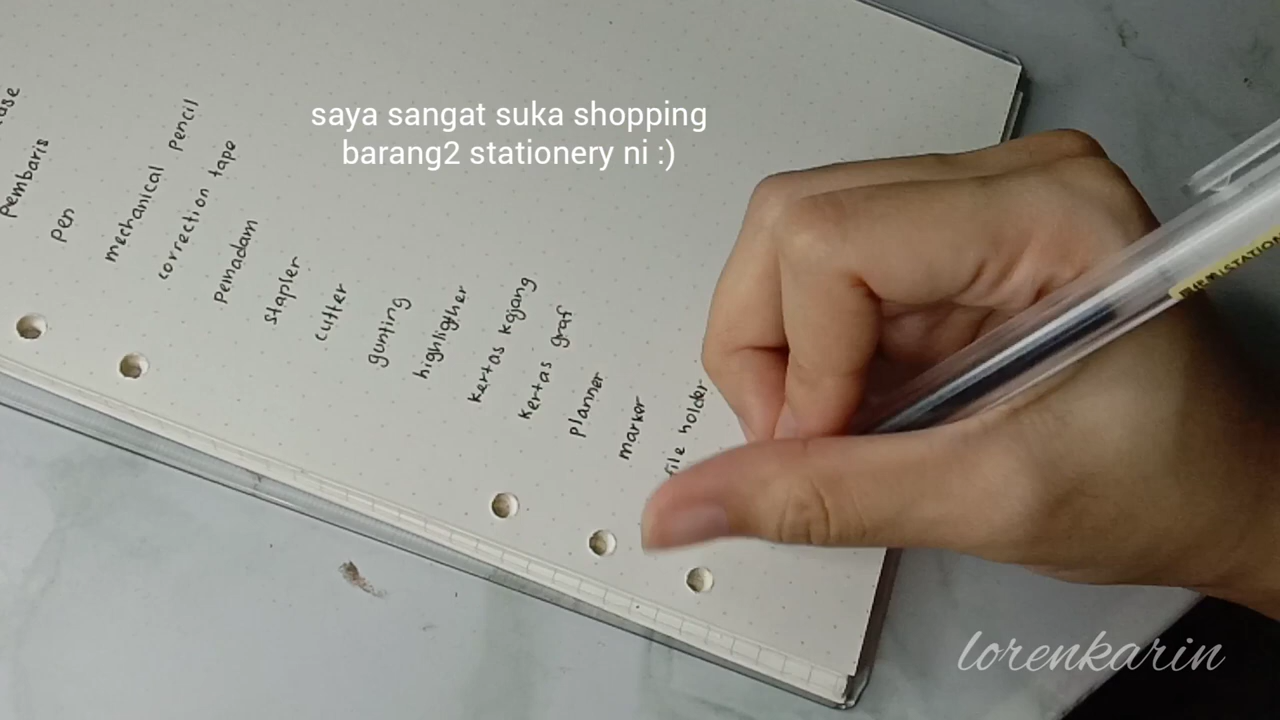 saya sangat suka shopping
barang2 stationery ni :)
pembaris
pen
mechanical pencil
correction tape
pemadam
stapler
cutter
gunting
highligther
kertas kajang
kertas graf
planner
marker
file holder
lorenkarin